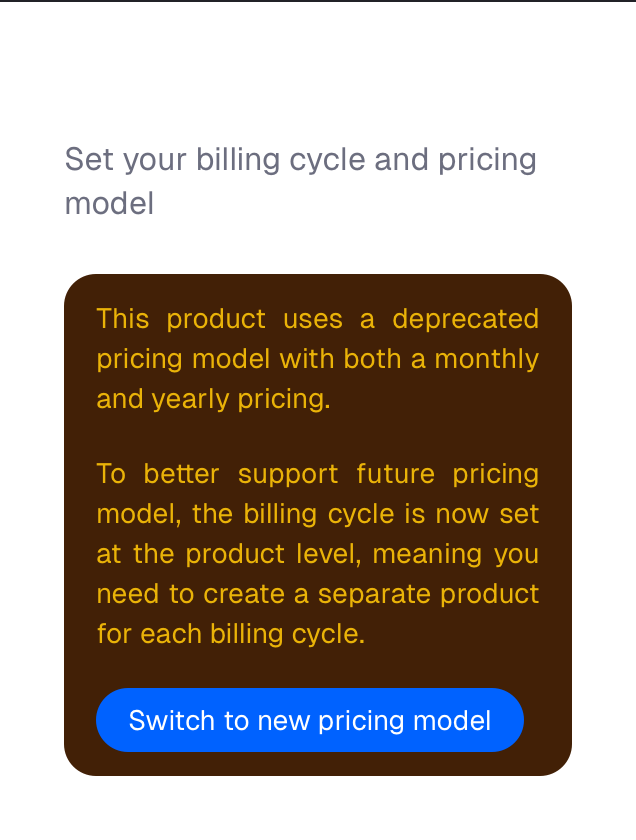 Set your billing cycle and pricing
model
This product uses a deprecated
pricing model with both a monthly
and yearly pricing.
To better support future pricing
model, the billing cycle is now set
at the product level, meaning you
need to create a separate product
for each billing cycle.
Switch to new pricing model